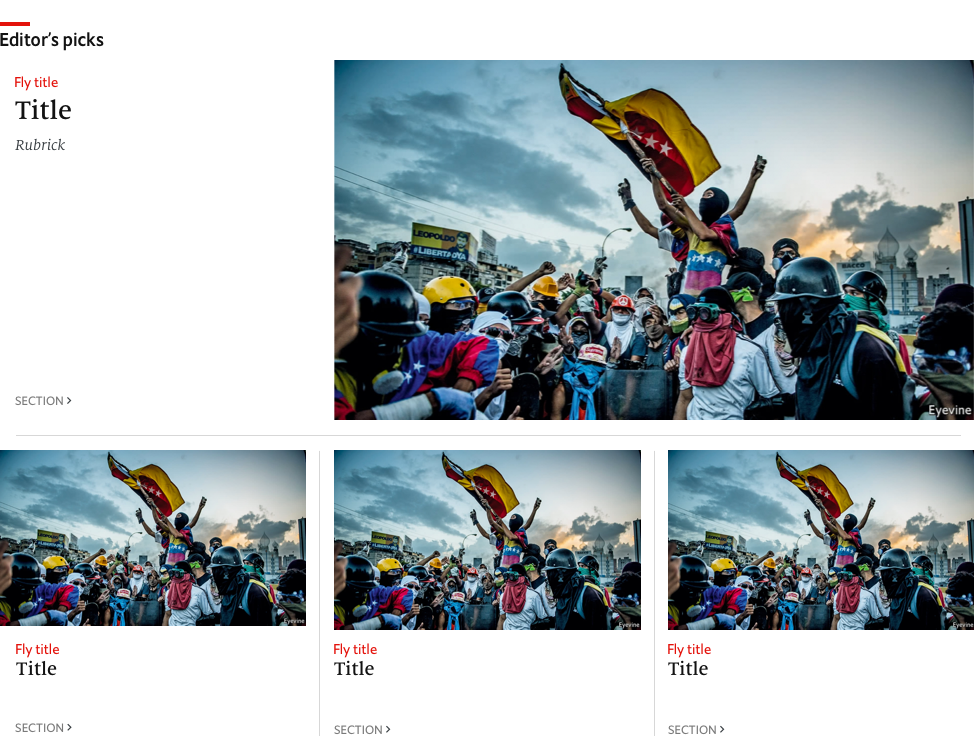 Editor's picks
Fly title
Title
Rubrick
SECTION >
LEOPOLDO
Eyevine
Eyevine
Eyevine
Eyevine
Fly title
Title
SECTION >
Fly title
Title
SECTION >
Fly title
Title
SECTION >